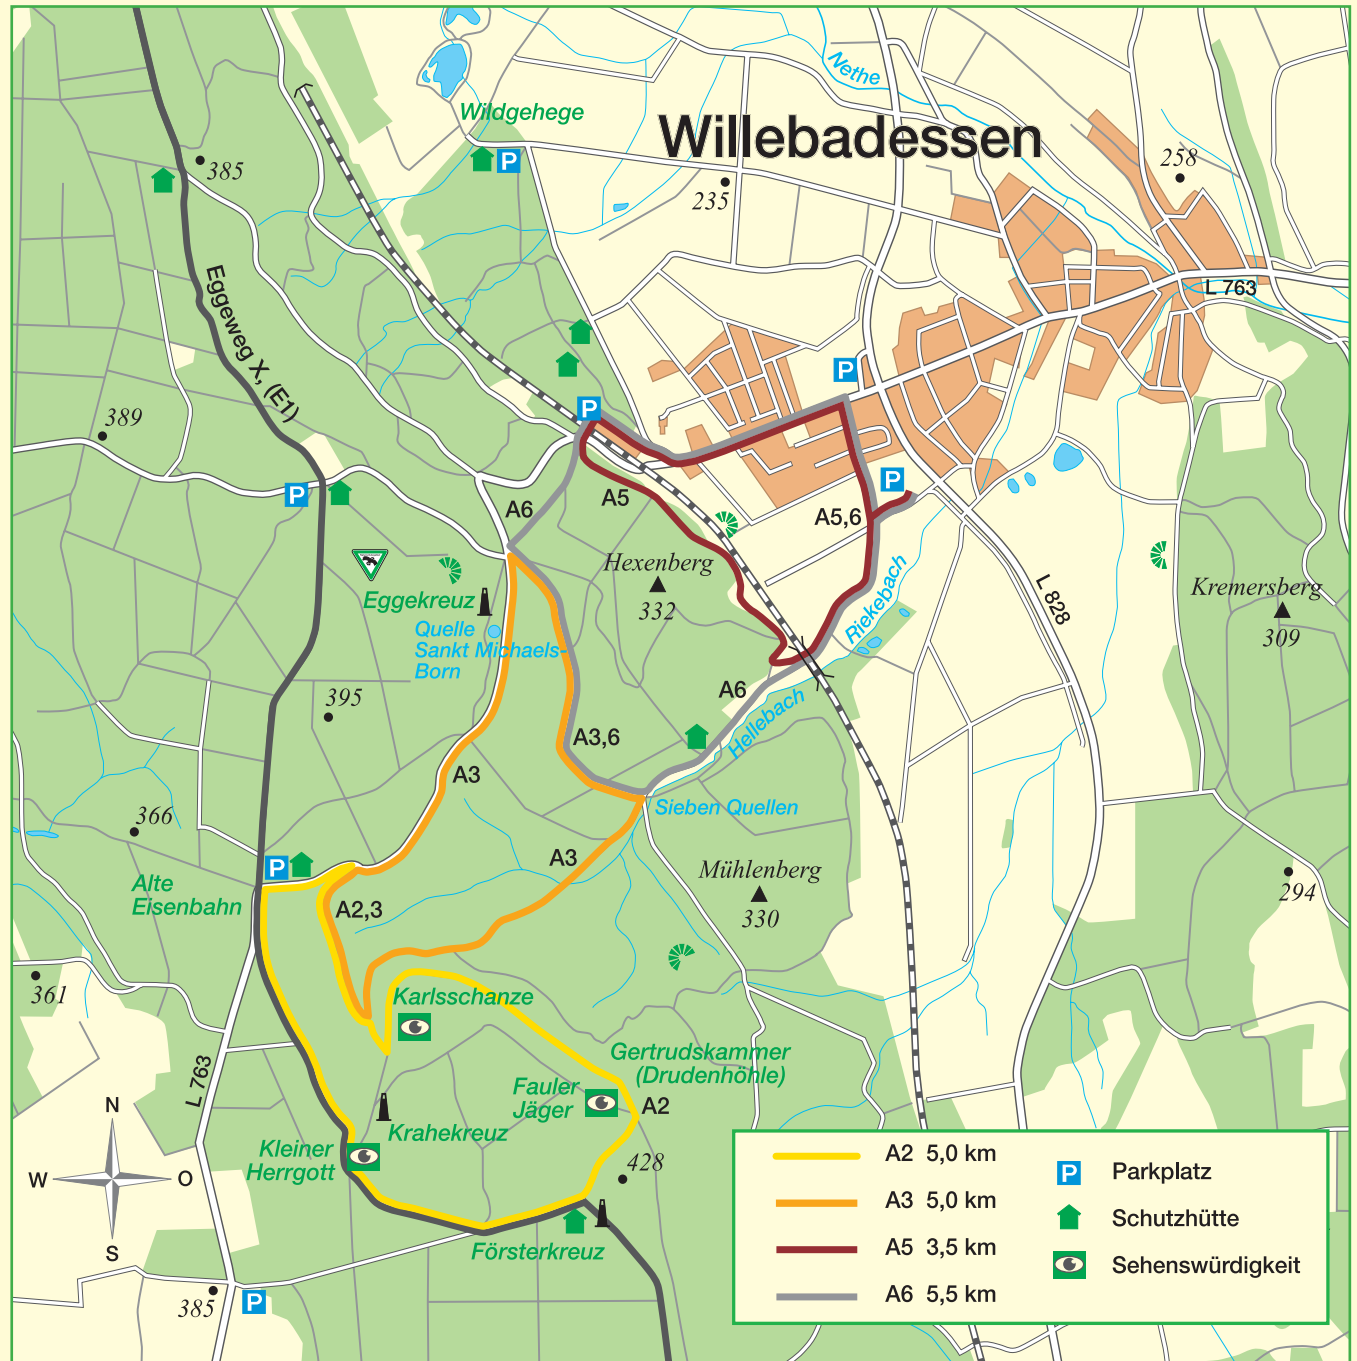 Nethe
Wildgehege
P
Willebadessen
385
235
258
L 763
Eggeweg X, (E1)
P
P
389
P
P
A6
A5
A5,6
Hexenberg
332
Eggekreuz
Quelle
Sankt Michaels-
Born
Riekebach
L 828
Kremersberg
309
395
A6
Hellebach
A3,6
A3
Sieben Quellen
366
P
A3
Alte
Eisenbahn
A2,3
Mühlenberg
330
294
361
Karlsschanze
Gertrudskammer
(Drudenhöhle)
Fauler
Jäger
A2
L 763
Krahekreuz
Kleiner
Herrgott
428
Försterkreuz
N
W
O
S
385
P
A2 5,0 km
A3 5,0 km
A5 3,5 km
A6 5,5 km
P Parkplatz
Schutzhütte
Sehenswürdigkeit